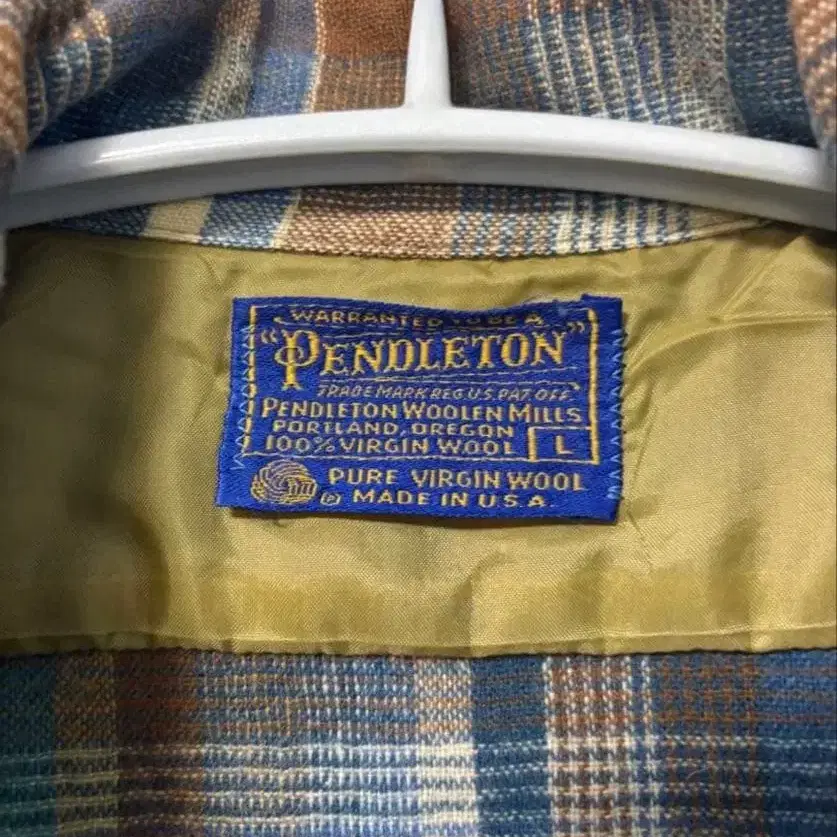 WARRANTED TO BE A
"PENDLETON"
TRADE MARK REG. U.S. PAT. OFF.
PENDLETON WOOLEN MILLS
PORTLAND, OREGON
100% VIRGIN WOOL L
PURE VIRGIN WOOL
® MADE IN U.S.A.